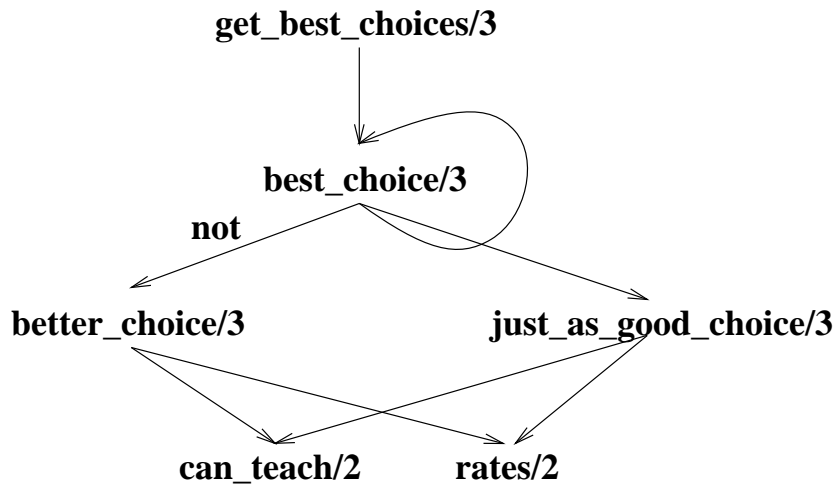 get_best_choices/3
best_choice/3
not
better_choice/3
just_as_good_choice/3
can_teach/2
rates/2